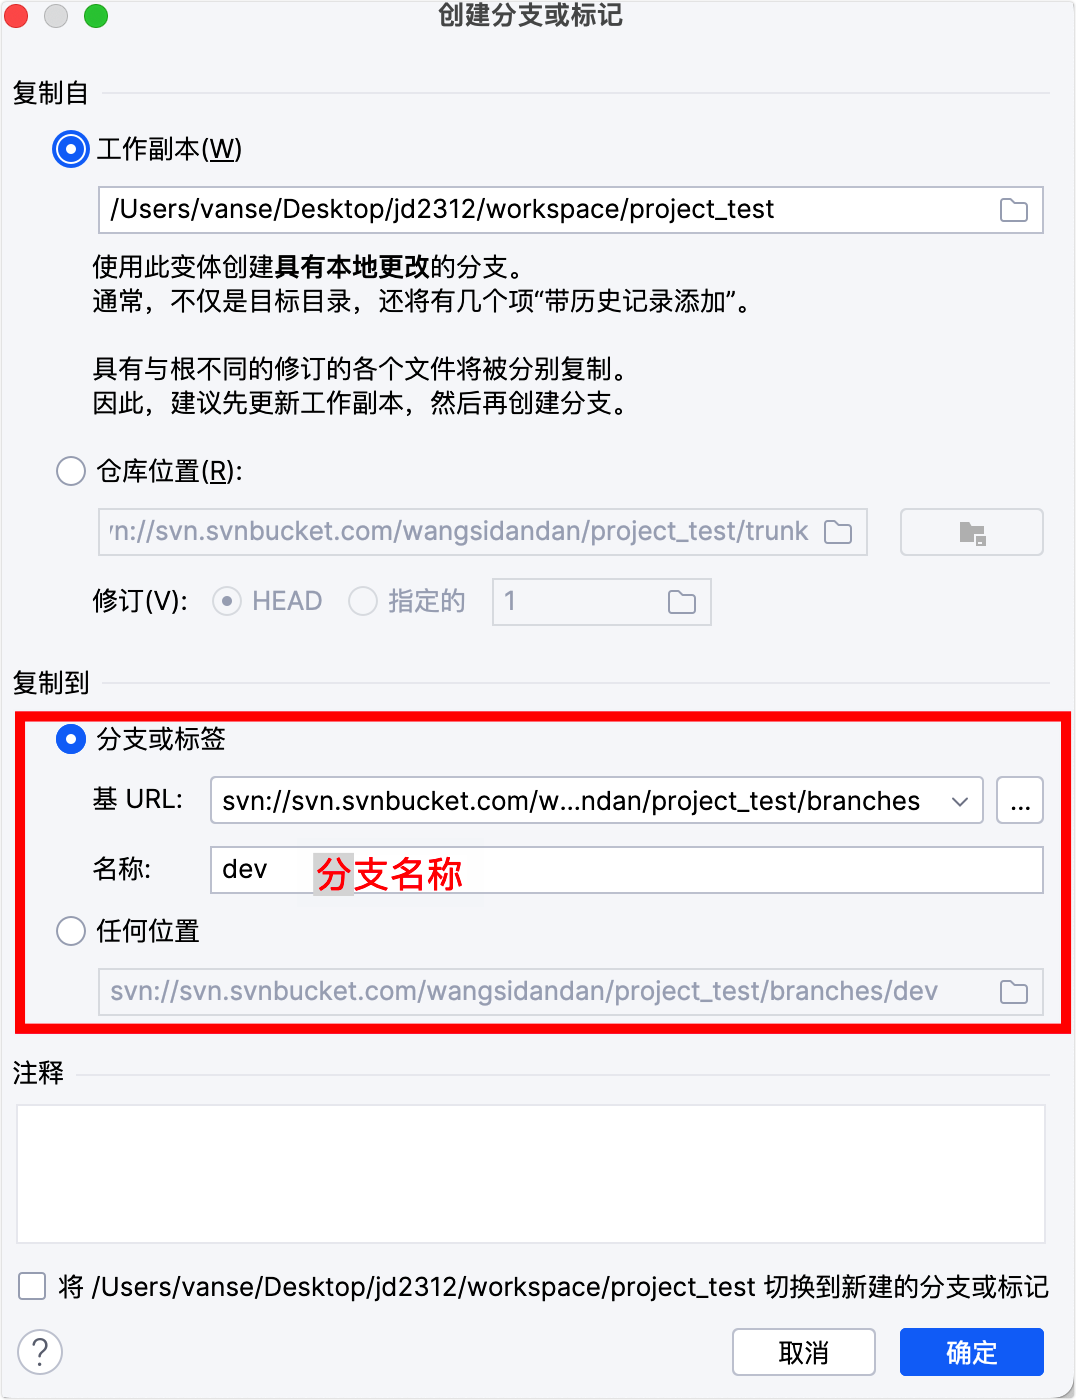 创建分支或标记
复制自
工作副本(W)
/Users/vanse/Desktop/jd2312/workspace/project_test
使用此变体创建具有本地更改的分支。
通常，不仅是目标目录，还将有几个项“带历史记录添加”。
具有与根不同的修订的各个文件将被分别复制。
因此，建议先更新工作副本，然后再创建分支。
仓库位置(R):
vn://svn.svnbucket.com/wangsidandan/project_test/trunk
修订(V): HEAD 指定的 1
复制到
分支或标签
基 URL: svn://svn.svnbucket.com/w...ndan/project_test/branches ...
名称: dev 分支名称
任何位置
svn://svn.svnbucket.com/wangsidandan/project_test/branches/dev
注释
将 /Users/vanse/Desktop/jd2312/workspace/project_test 切换到新建的分支或标记
? 取消 确定